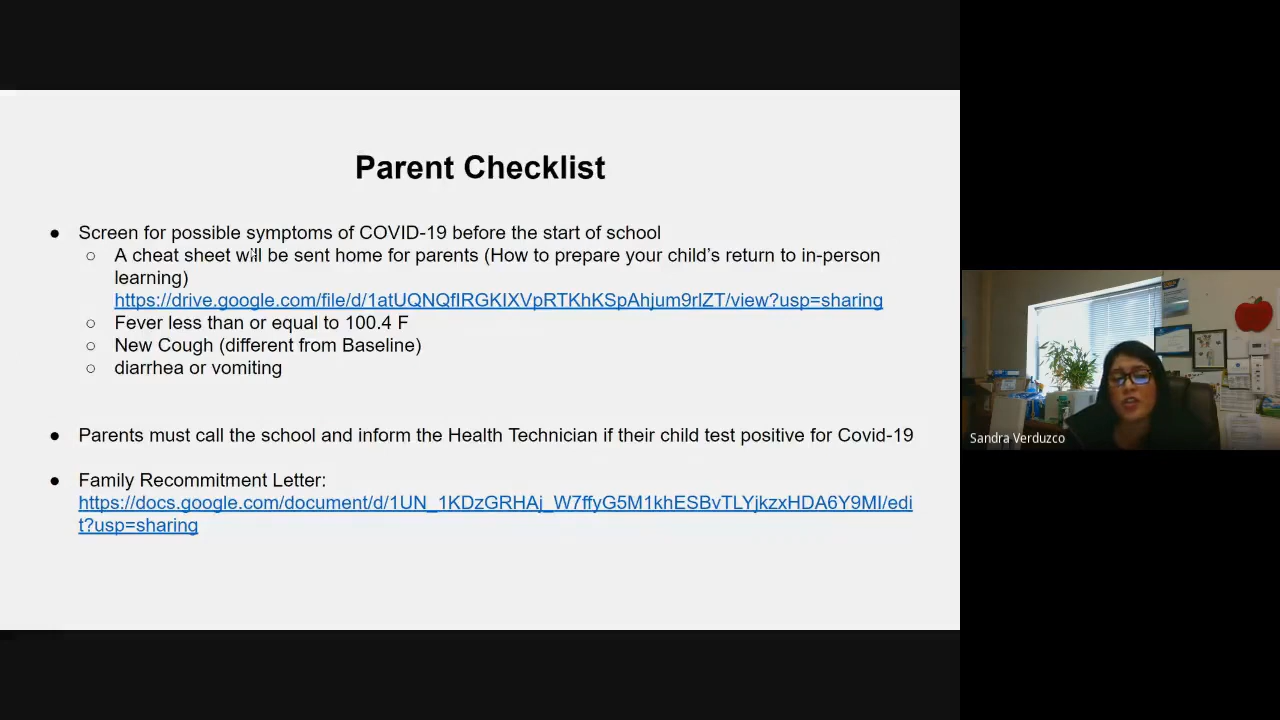 Parent Checklist
● Screen for possible symptoms of COVID-19 before the start of school
○ A cheat sheet will be sent home for parents (How to prepare your child’s return to in-person
learning)
https://drive.google.com/file/d/1atUQNQfIRGKIXVpRTKhKSpAhjum9rlZT/view?usp=sharing
○ Fever less than or equal to 100.4 F
○ New Cough (different from Baseline)
○ diarrhea or vomiting
● Parents must call the school and inform the Health Technician if their child test positive for Covid-19
● Family Recommitment Letter:
https://docs.google.com/document/d/1UN_1KDzGRHAj_W7ffyG5M1khESBvTLYjkzxHDA6Y9MI/edi
t?usp=sharing
Sandra Verduzco